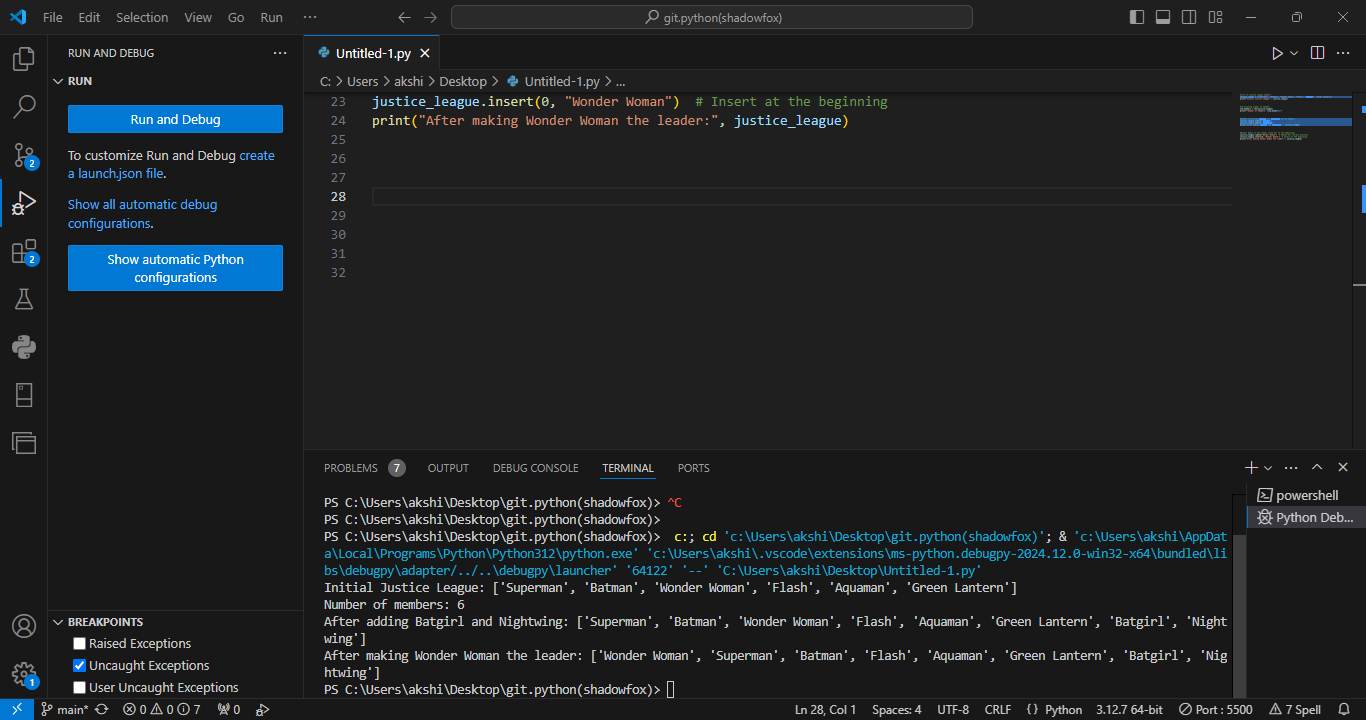 File Edit Selection View Go Run ··· git.python(shadowfox)
RUN AND DEBUG ···
RUN
Run and Debug
To customize Run and Debug create
a launch.json file.
Show all automatic debug
configurations.
Show automatic Python
configurations
2
2
1
BREAKPOINTS
Raised Exceptions
Uncaught Exceptions
User Uncaught Exceptions
Untitled-1.py
C: > Users > akshi > Desktop > Untitled-1.py > ...
23 justice_league.insert(0, "Wonder Woman")  # Insert at the beginning
24 print("After making Wonder Woman the leader:", justice_league)
25
26
27
28
29
30
31
32
PROBLEMS 7 OUTPUT DEBUG CONSOLE TERMINAL PORTS
powershell
Python Deb...
PS C:\Users\akshi\Desktop\git.python(shadowfox)> ^C
PS C:\Users\akshi\Desktop\git.python(shadowfox)>
PS C:\Users\akshi\Desktop\git.python(shadowfox)>  c:; cd 'c:\Users\akshi\Desktop\git.python(shadowfox)'; & 'c:\Users\akshi\AppDat
a\Local\Programs\Python\Python312\python.exe' 'c:\Users\akshi\.vscode\extensions\ms-python.debugpy-2024.12.0-win32-x64\bundled\li
bs\debugpy\adapter/../..\debugpy\launcher' '64122' '--' 'C:\Users\akshi\Desktop\Untitled-1.py'
Initial Justice League: ['Superman', 'Batman', 'Wonder Woman', 'Flash', 'Aquaman', 'Green Lantern']
Number of members: 6
After adding Batgirl and Nightwing: ['Superman', 'Batman', 'Wonder Woman', 'Flash', 'Aquaman', 'Green Lantern', 'Batgirl', 'Night
wing']
After making Wonder Woman the leader: ['Wonder Woman', 'Superman', 'Batman', 'Flash', 'Aquaman', 'Green Lantern', 'Batgirl', 'Nig
htwing']
PS C:\Users\akshi\Desktop\git.python(shadowfox)>
main* 0 0 7 0 Ln 28, Col 1 Spaces: 4 UTF-8 CRLF {} Python 3.12.7 64-bit Port : 5500 7 Spell